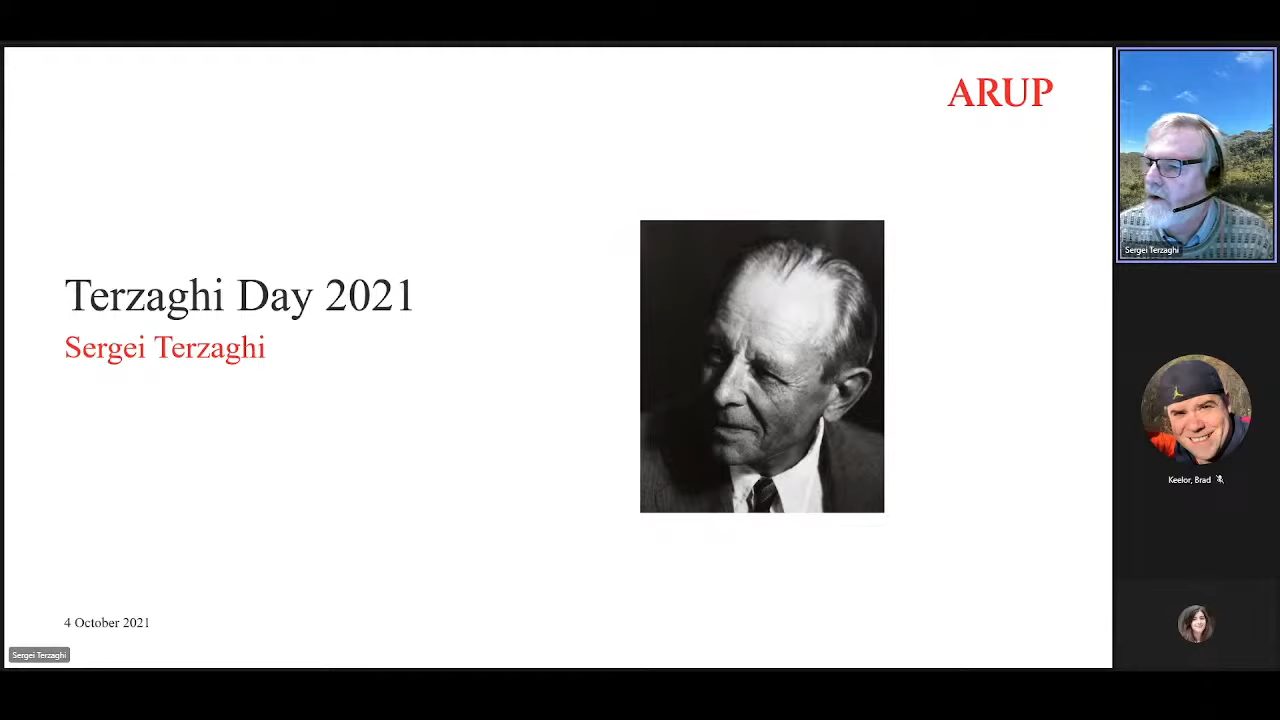 ARUP
Terzaghi Day 2021
Sergei Terzaghi
4 October 2021
Sergei Terzaghi
Sergei Terzaghi
Keelor, Brad